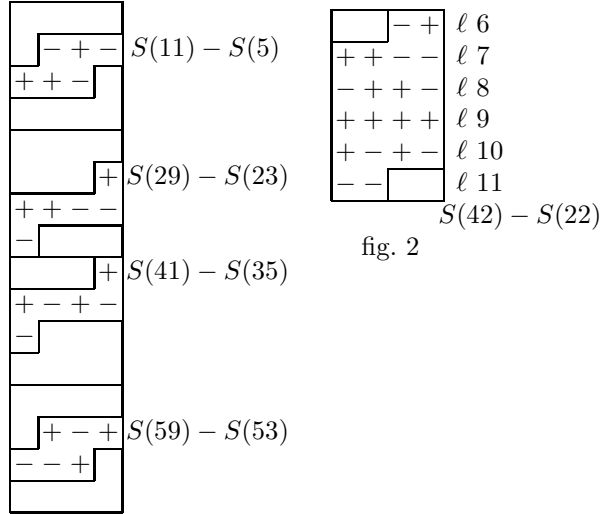 − + − S(11) − S(5)
+ + −
+ S(29) − S(23)
+ + − −
−
+ S(41) − S(35)
+ − + −
−
+ − + S(59) − S(53)
− − +
− + ℓ 6
+ + − − ℓ 7
− + + − ℓ 8
+ + + + ℓ 9
+ − + − ℓ 10
− − ℓ 11
S(42) − S(22)
fig. 2